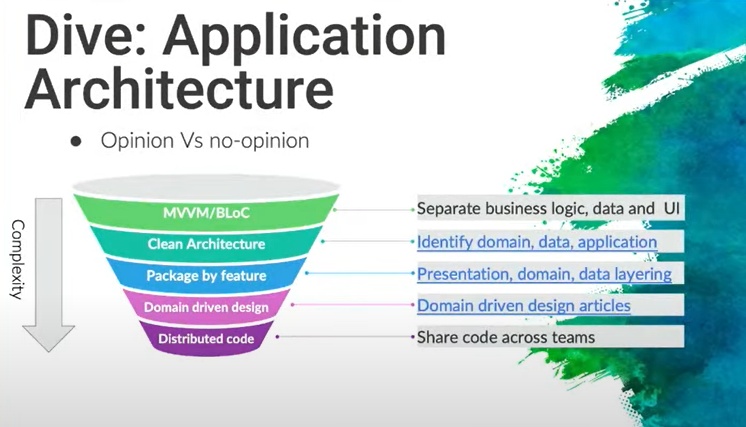 Dive: Application
Architecture
● Opinion Vs no-opinion
Complexity
MVVM/BLoC
Separate business logic, data and UI
Clean Architecture
Identify domain, data, application
Package by feature
Presentation, domain, data layering
Domain driven design
Domain driven design articles
Distributed code
Share code across teams